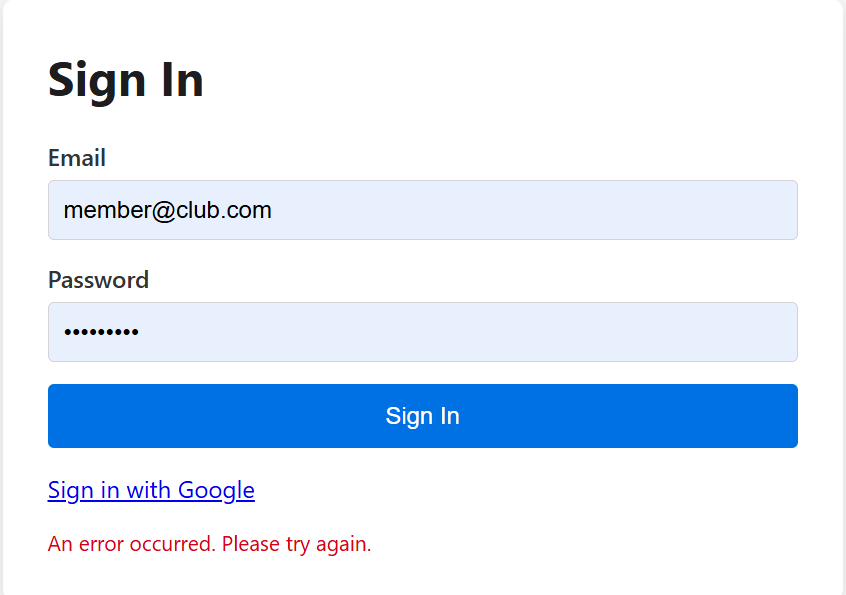 Sign In
Email
member@club.com
Password
•••••••••
Sign In
Sign in with Google
An error occurred. Please try again.